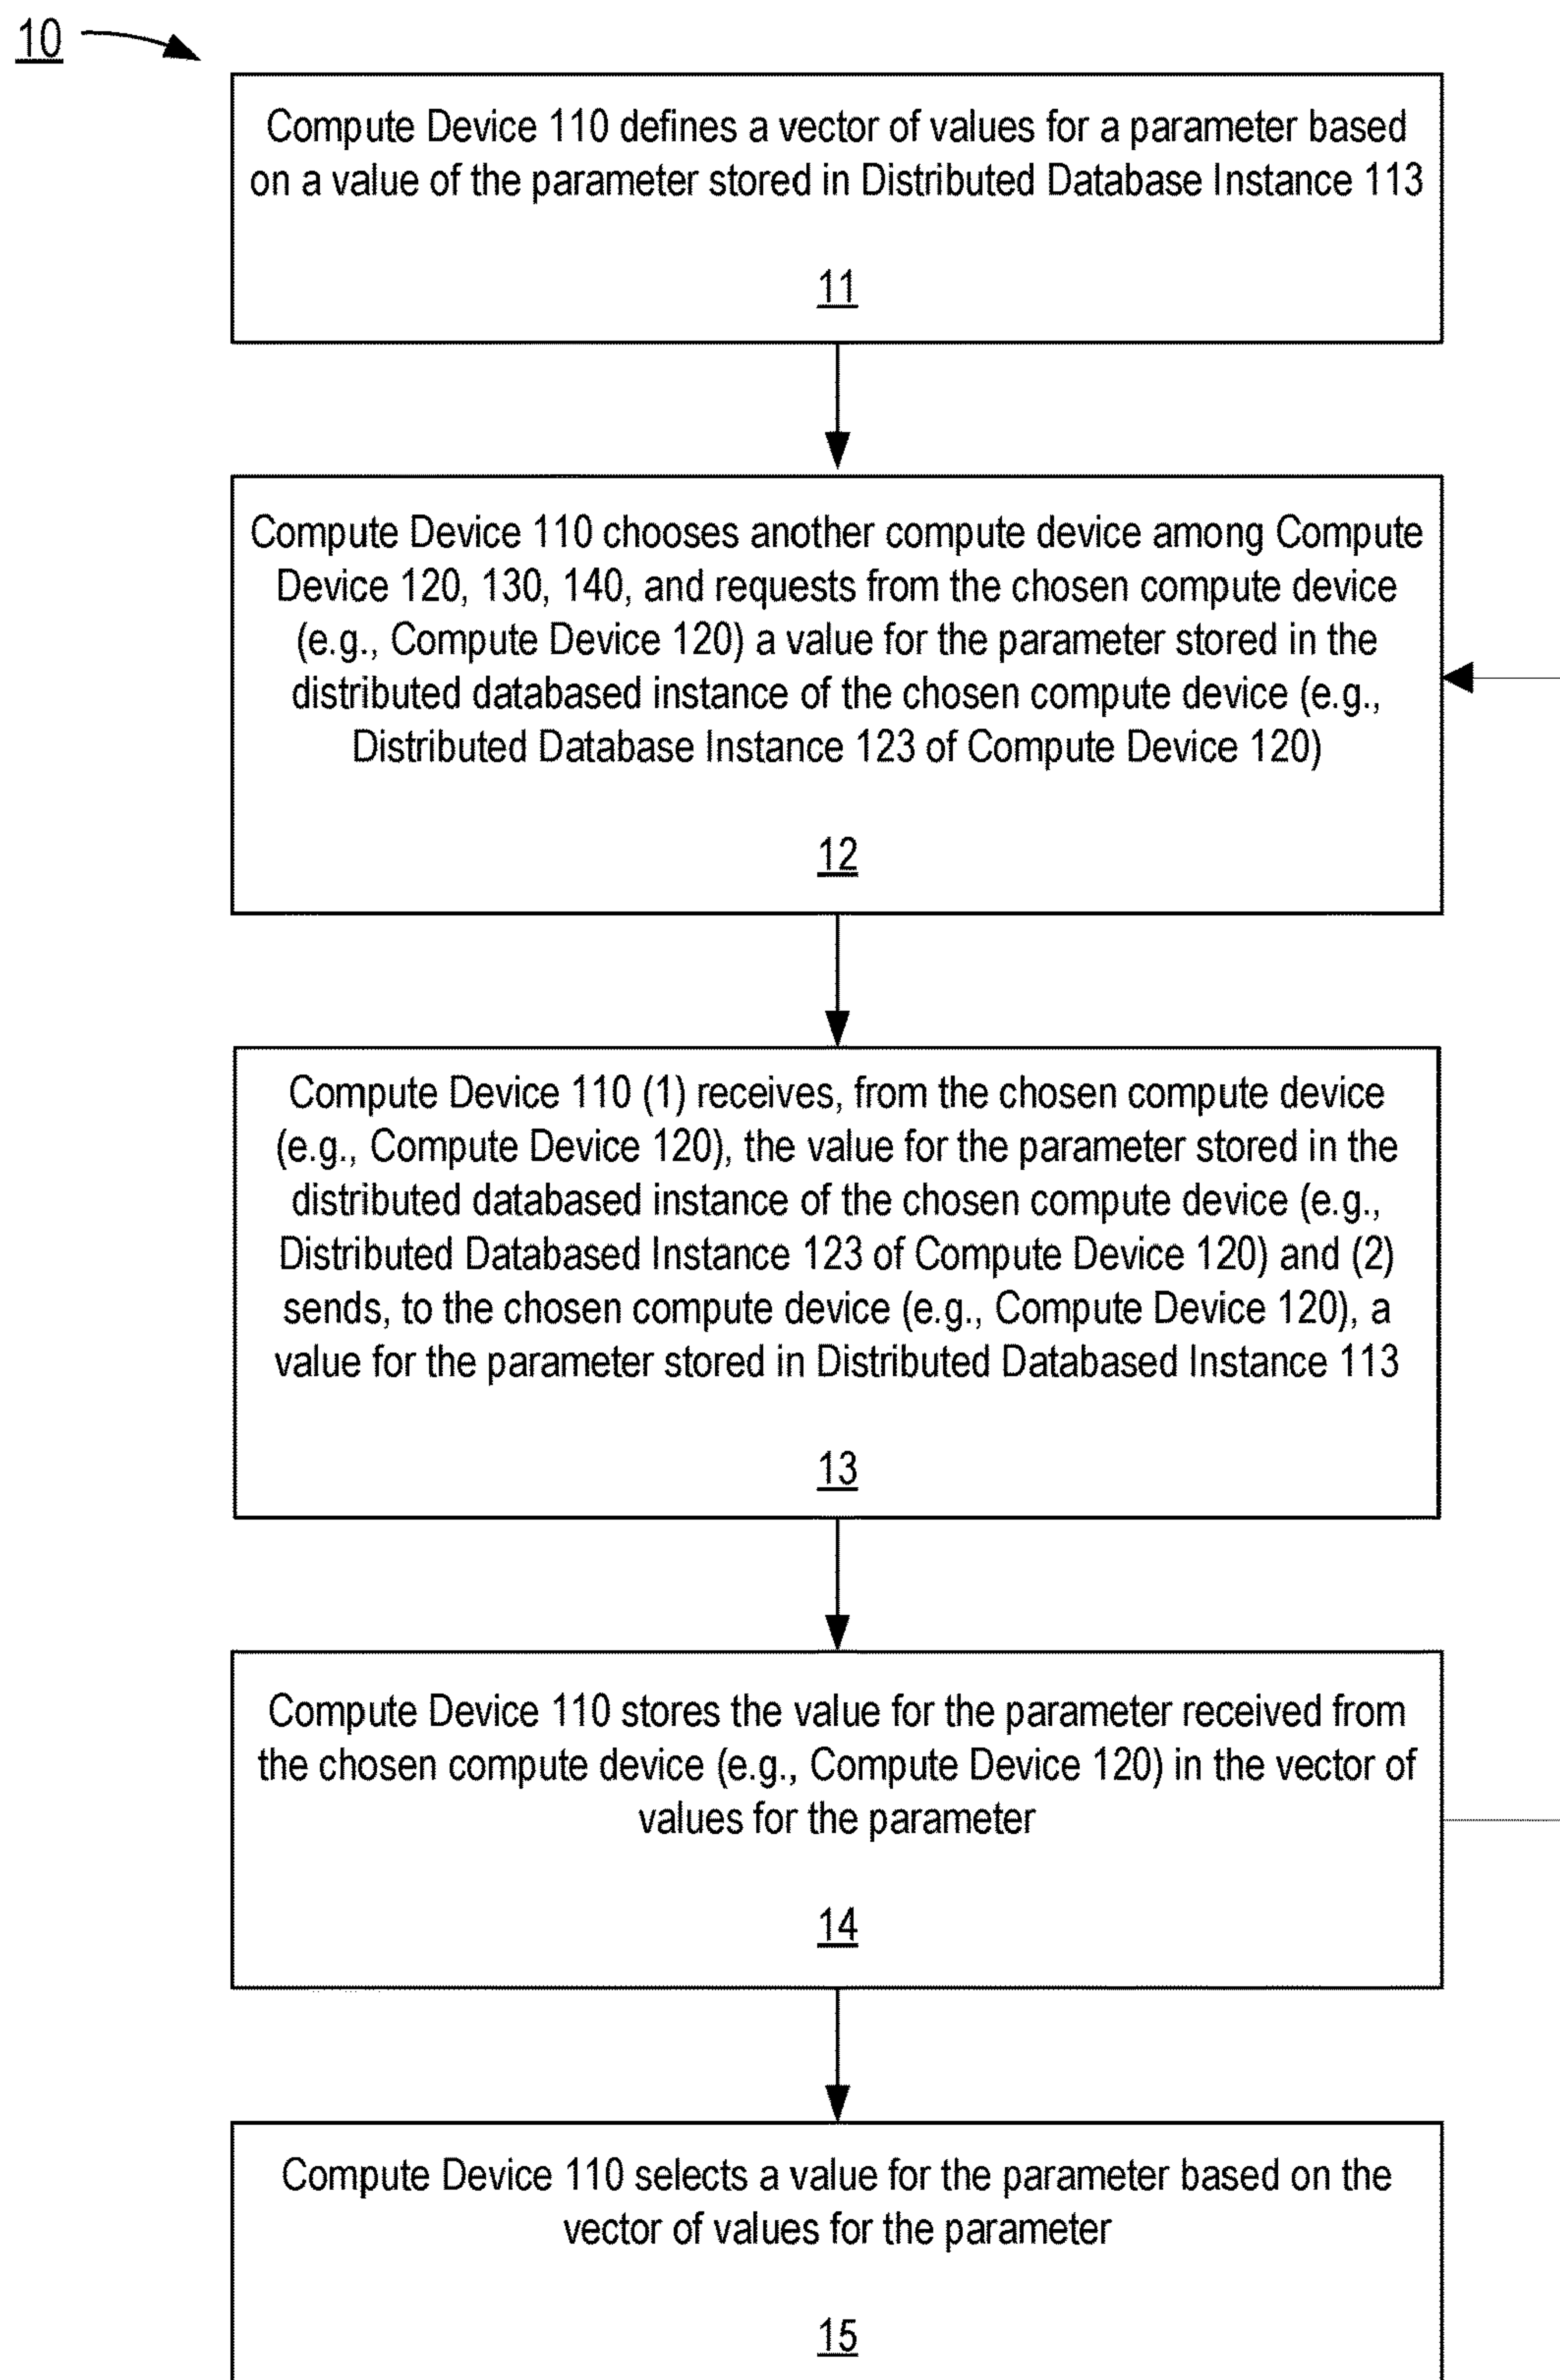 10
Compute Device 110 defines a vector of values for a parameter based
on a value of the parameter stored in Distributed Database Instance 113
11
Compute Device 110 chooses another compute device among Compute
Device 120, 130, 140, and requests from the chosen compute device
(e.g., Compute Device 120) a value for the parameter stored in the
distributed databased instance of the chosen compute device (e.g.,
Distributed Database Instance 123 of Compute Device 120)
12
Compute Device 110 (1) receives, from the chosen compute device
(e.g., Compute Device 120), the value for the parameter stored in the
distributed databased instance of the chosen compute device (e.g.,
Distributed Databased Instance 123 of Compute Device 120) and (2)
sends, to the chosen compute device (e.g., Compute Device 120), a
value for the parameter stored in Distributed Databased Instance 113
13
Compute Device 110 stores the value for the parameter received from
the chosen compute device (e.g., Compute Device 120) in the vector of
values for the parameter
14
Compute Device 110 selects a value for the parameter based on the
vector of values for the parameter
15